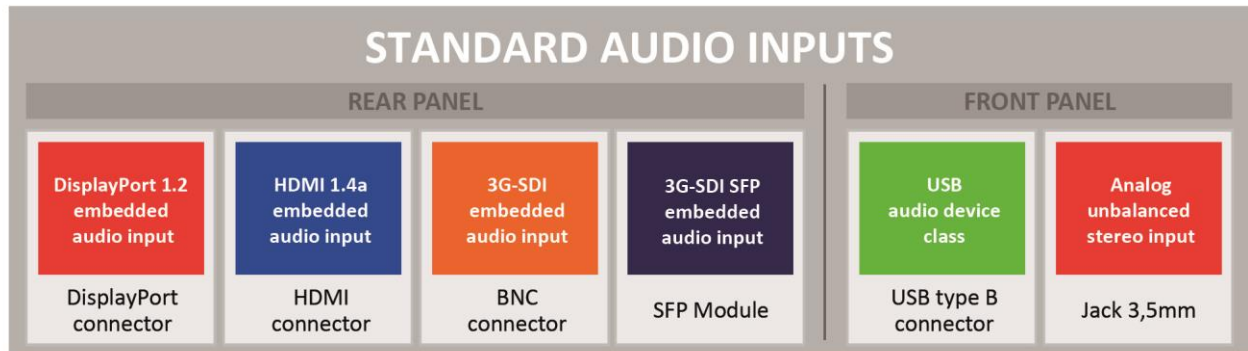 STANDARD AUDIO INPUTS
REAR PANEL
FRONT PANEL
DisplayPort 1.2
embedded
audio input
DisplayPort
connector
HDMI 1.4a
embedded
audio input
HDMI
connector
3G-SDI
embedded
audio input
BNC
connector
3G-SDI SFP
embedded
audio input
SFP Module
USB
audio device
class
USB type B
connector
Analog
unbalanced
stereo input
Jack 3,5mm